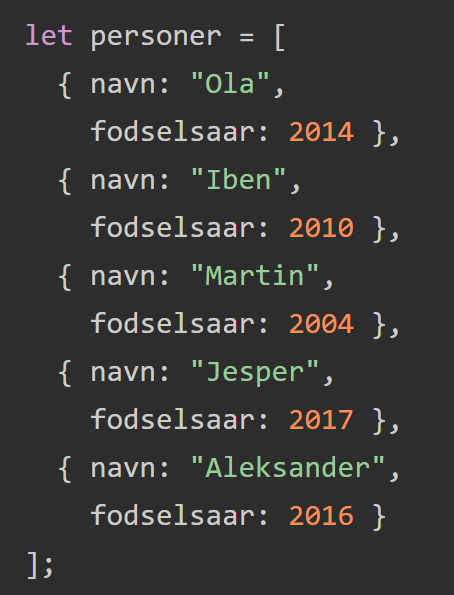 let personer = [
{ navn: "Ola",
fodselsaar: 2014 },
{ navn: "Iben",
fodselsaar: 2010 },
{ navn: "Martin",
fodselsaar: 2004 },
{ navn: "Jesper",
fodselsaar: 2017 },
{ navn: "Aleksander",
fodselsaar: 2016 }
];